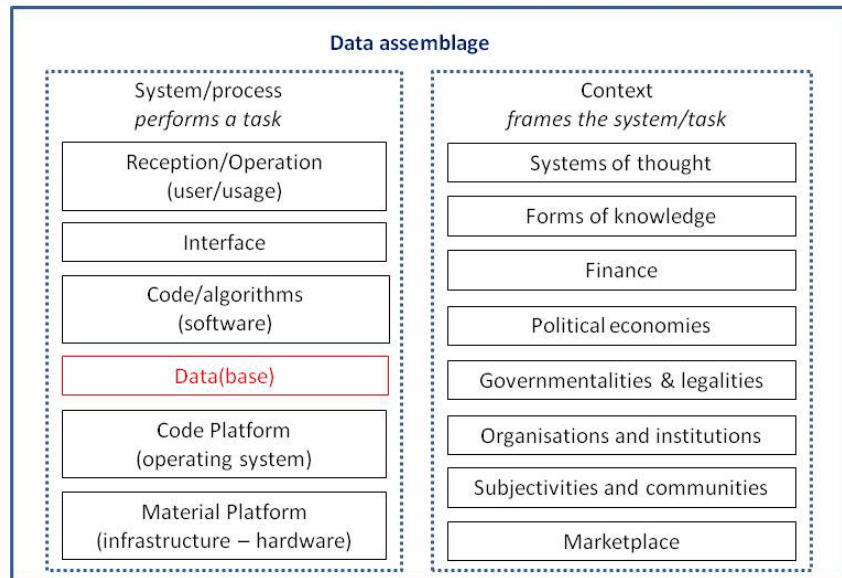 Data assemblage
System/process
performs a task
Reception/Operation
(user/usage)
Interface
Code/algorithms
(software)
Data(base)
Code Platform
(operating system)
Material Platform
(infrastructure – hardware)
Context
frames the system/task
Systems of thought
Forms of knowledge
Finance
Political economies
Governmentalities & legalities
Organisations and institutions
Subjectivities and communities
Marketplace